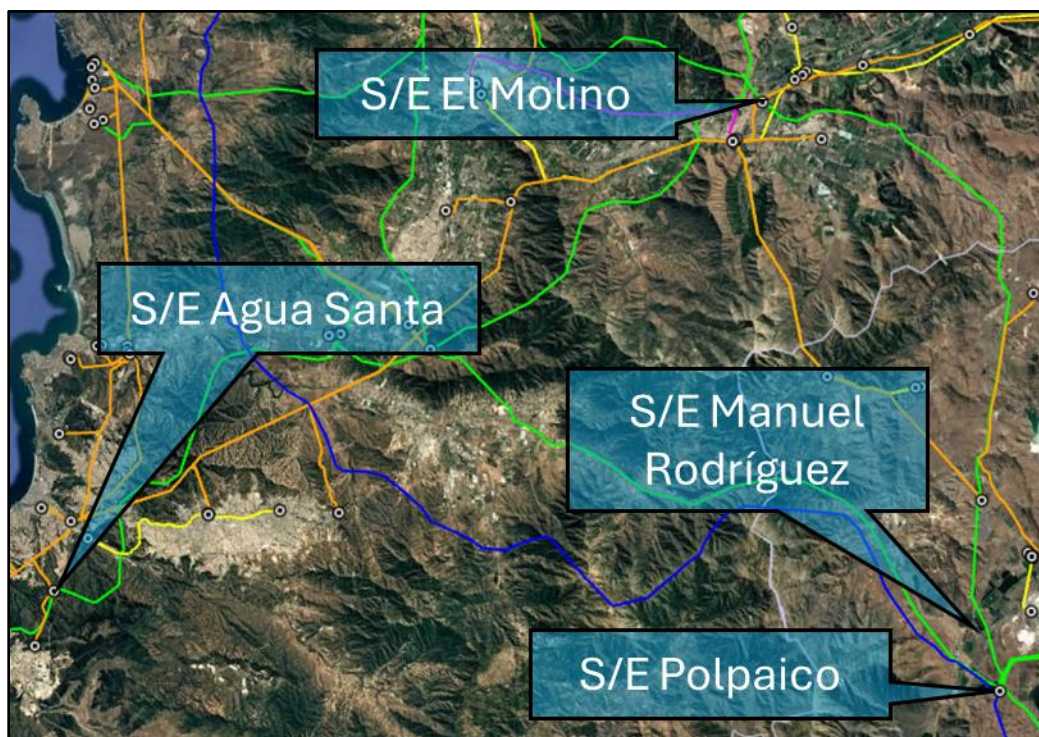 S/E El Molino
S/E Agua Santa
S/E Manuel
Rodríguez
S/E Polpaico